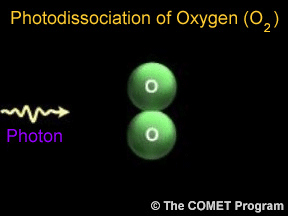 Photodissociation of Oxygen (O2)
O
Photon
O
© The COMET Program